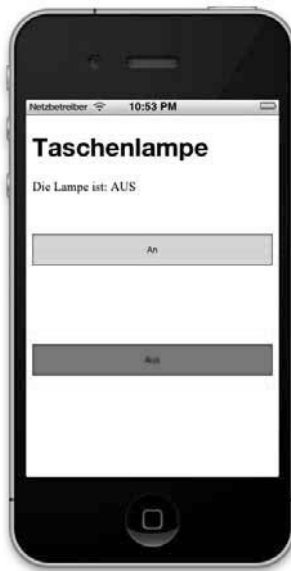 Netzbetreiber 10:53 PM
Taschenlampe
Die Lampe ist: AUS
An
Aus